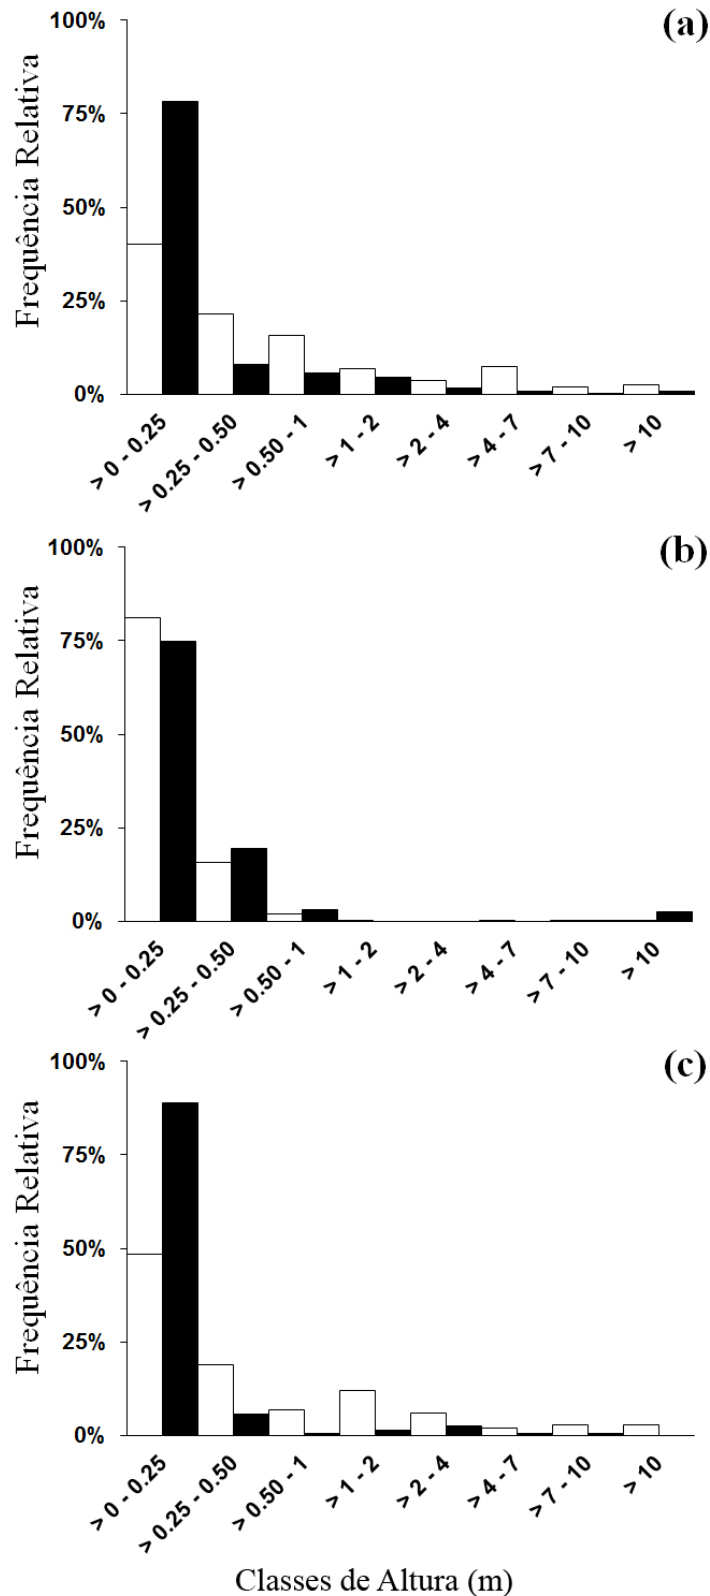 (a)
Frequência Relativa
100%
75%
50%
25%
0%
> 0 - 0.25
> 0.25 - 0.50
> 0.50 - 1
> 1 - 2
> 2 - 4
> 4 - 7
> 7 - 10
> 10
(b)
Frequência Relativa
100%
75%
50%
25%
0%
> 0 - 0.25
> 0.25 - 0.50
> 0.50 - 1
> 1 - 2
> 2 - 4
> 4 - 7
> 7 - 10
> 10
(c)
Frequência Relativa
100%
75%
50%
25%
0%
> 0 - 0.25
> 0.25 - 0.50
> 0.50 - 1
> 1 - 2
> 2 - 4
> 4 - 7
> 7 - 10
> 10
Classes de Altura (m)